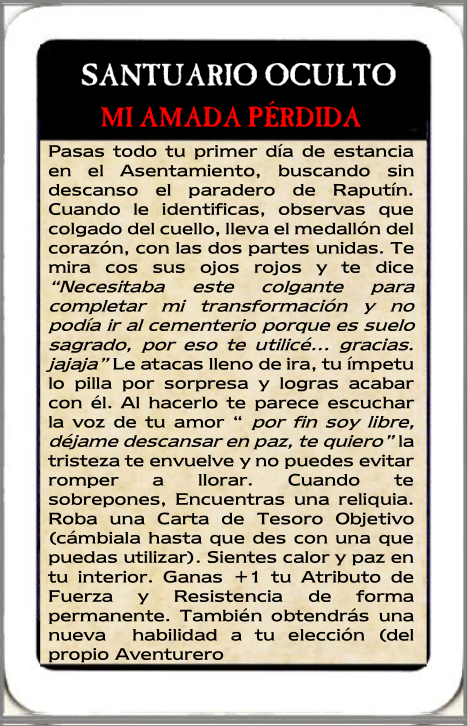 SANTUARIO OCULTO
MI AMADA PÉRDIDA
Pasas todo tu primer día de estancia
en el Asentamiento, buscando sin
descanso el paradero de Raputín.
Cuando le identificas, observas que
colgado del cuello, lleva el medallón del
corazón, con las dos partes unidas. Te
mira cos sus ojos rojos y te dice
“Necesitaba este colgante para
completar mi transformación y no
podía ir al cementerio porque es suelo
sagrado, por eso te utilicé... gracias.
jajaja” Le atacas lleno de ira, tu ímpetu
lo pilla por sorpresa y logras acabar
con él. Al hacerlo te parece escuchar
la voz de tu amor “ por fin soy libre,
déjame descansar en paz, te quiero” la
tristeza te envuelve y no puedes evitar
romper a llorar. Cuando te
sobrepones, Encuentras una reliquia.
Roba una Carta de Tesoro Objetivo
(cámbiala hasta que des con una que
puedas utilizar). Sientes calor y paz en
tu interior. Ganas +1 tu Atributo de
Fuerza y Resistencia de forma
permanente. También obtendrás una
nueva habilidad a tu elección (del
propio Aventurero